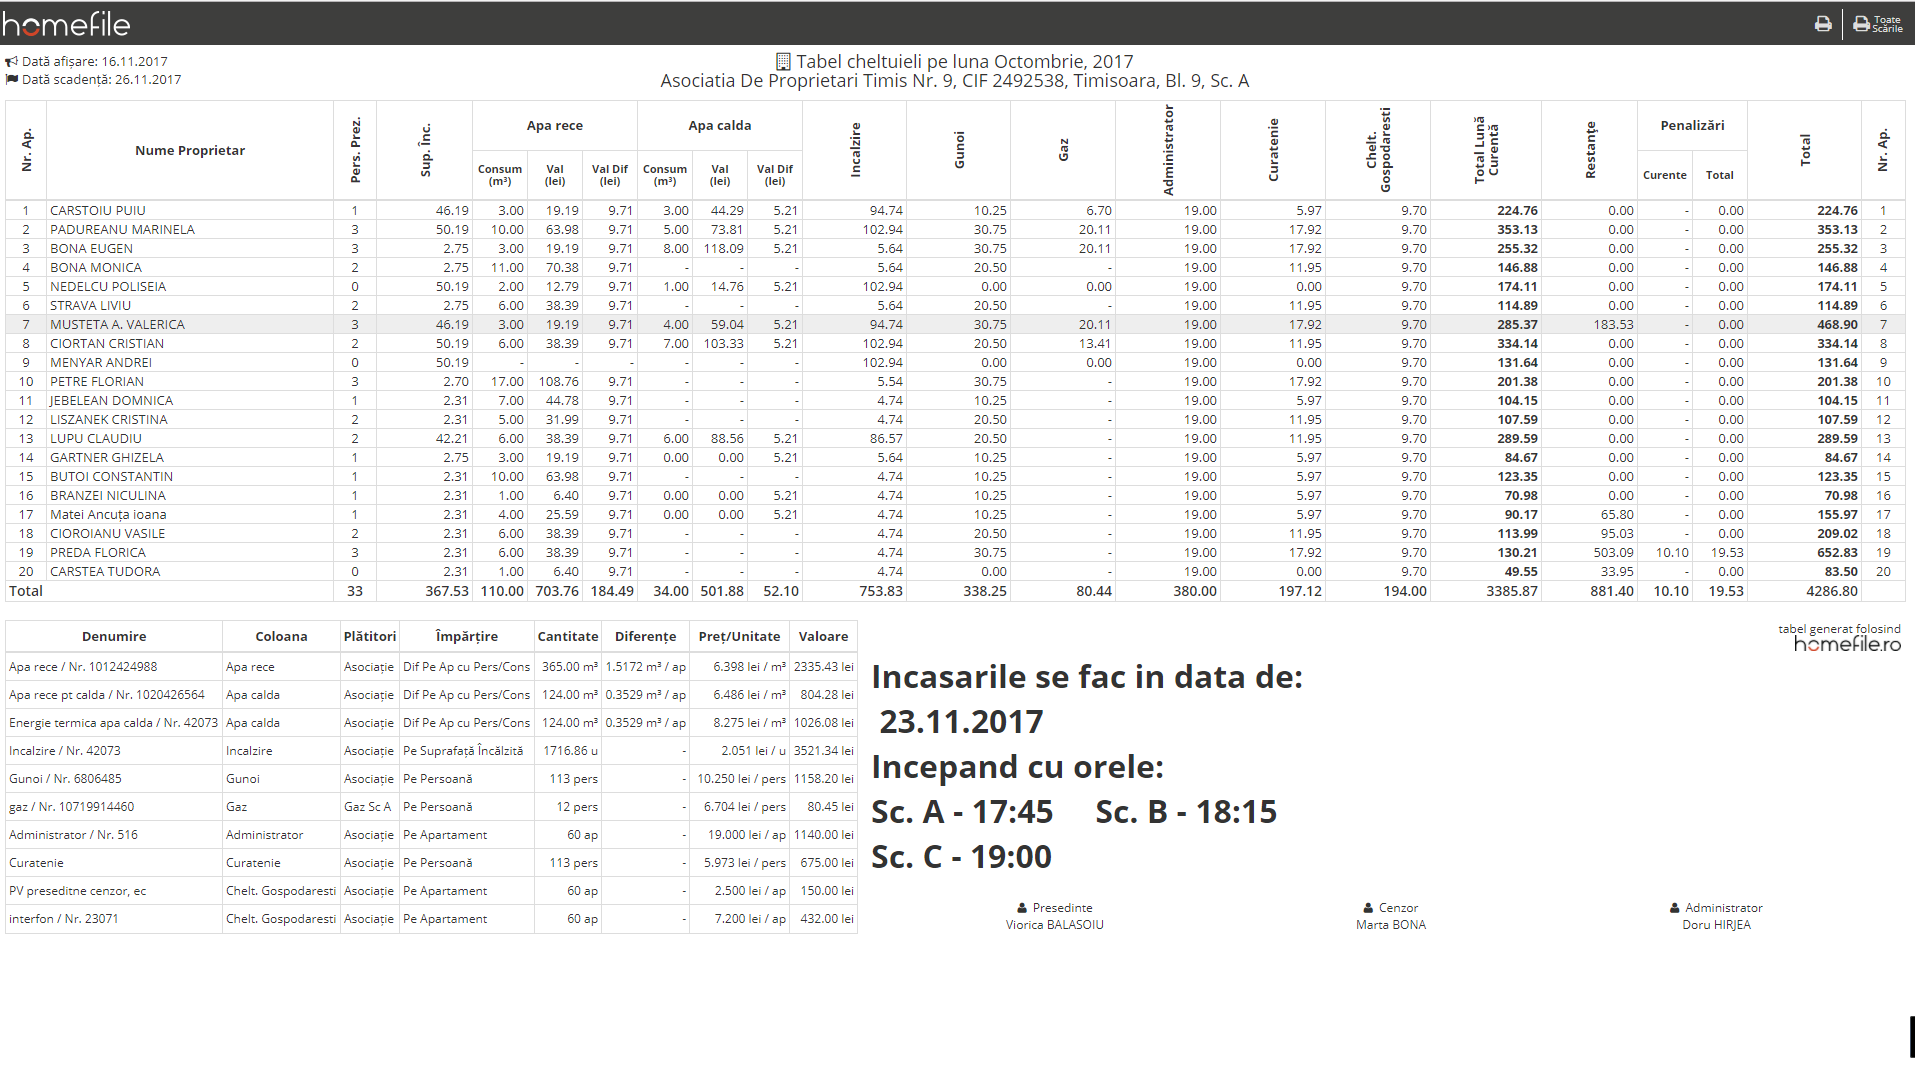 homefile
Toate Scările
Dată afișare: 16.11.2017
Dată scadență: 26.11.2017
Tabel cheltuieli pe luna Octombrie, 2017
Asociatia De Proprietari Timis Nr. 9, CIF 2492538, Timisoara, Bl. 9, Sc. A
Nr. Ap. Nume Proprietar Pers. Prez. Sup. Înc. Apa rece Apa calda Incalzire Gunoi Gaz Administrator Curatenie Chelt. Gospodaresti Total Lună Curentă Restanțe Penalizări Total Nr. Ap.
Consum (m³) Val (lei) Val Dif (lei) Consum (m³) Val (lei) Val Dif (lei) Curente Total
1 CARSTOIU PUIU 1 46.19 3.00 19.19 9.71 3.00 44.29 5.21 94.74 10.25 6.70 19.00 5.97 9.70 224.76 0.00 - 0.00 224.76 1
2 PADUREANU MARINELA 3 50.19 10.00 63.98 9.71 5.00 73.81 5.21 102.94 30.75 20.11 19.00 17.92 9.70 353.13 0.00 - 0.00 353.13 2
3 BONA EUGEN 3 2.75 3.00 19.19 9.71 8.00 118.09 5.21 5.64 30.75 20.11 19.00 17.92 9.70 255.32 0.00 - 0.00 255.32 3
4 BONA MONICA 2 2.75 11.00 70.38 9.71 - - - 5.64 20.50 - 19.00 11.95 9.70 146.88 0.00 - 0.00 146.88 4
5 NEDELCU POLISEIA 0 50.19 2.00 12.79 9.71 1.00 14.76 5.21 102.94 0.00 0.00 19.00 0.00 9.70 174.11 0.00 - 0.00 174.11 5
6 STRAVA LIVIU 2 2.75 6.00 38.39 9.71 - - - 5.64 20.50 - 19.00 11.95 9.70 114.89 0.00 - 0.00 114.89 6
7 MUSTETA A. VALERICA 3 46.19 3.00 19.19 9.71 4.00 59.04 5.21 94.74 30.75 20.11 19.00 17.92 9.70 285.37 183.53 - 0.00 468.90 7
8 CIORTAN CRISTIAN 2 50.19 6.00 38.39 9.71 7.00 103.33 5.21 102.94 20.50 13.41 19.00 11.95 9.70 334.14 0.00 - 0.00 334.14 8
9 MENYAR ANDREI 0 50.19 - - - - - - 102.94 0.00 0.00 19.00 0.00 9.70 131.64 0.00 - 0.00 131.64 9
10 PETRE FLORIAN 3 2.70 17.00 108.76 9.71 - - - 5.54 30.75 - 19.00 17.92 9.70 201.38 0.00 - 0.00 201.38 10
11 JEBELEAN DOMNICA 1 2.31 7.00 44.78 9.71 - - - 4.74 10.25 - 19.00 5.97 9.70 104.15 0.00 - 0.00 104.15 11
12 LISZANEK CRISTINA 2 2.31 5.00 31.99 9.71 - - - 4.74 20.50 - 19.00 11.95 9.70 107.59 0.00 - 0.00 107.59 12
13 LUPU CLAUDIU 2 42.21 6.00 38.39 9.71 6.00 88.56 5.21 86.57 20.50 - 19.00 11.95 9.70 289.59 0.00 - 0.00 289.59 13
14 GARTNER GHIZELA 1 2.75 3.00 19.19 9.71 0.00 0.00 5.21 5.64 10.25 - 19.00 5.97 9.70 84.67 0.00 - 0.00 84.67 14
15 BUTOI CONSTANTIN 1 2.31 10.00 63.98 9.71 - - - 4.74 10.25 - 19.00 5.97 9.70 123.35 0.00 - 0.00 123.35 15
16 BRANZEI NICULINA 1 2.31 1.00 6.40 9.71 0.00 0.00 5.21 4.74 10.25 - 19.00 5.97 9.70 70.98 0.00 - 0.00 70.98 16
17 Matei Ancuța ioana 1 2.31 4.00 25.59 9.71 0.00 0.00 5.21 4.74 10.25 - 19.00 5.97 9.70 90.17 65.80 - 0.00 155.97 17
18 CIOROIANU VASILE 2 2.31 6.00 38.39 9.71 - - - 4.74 20.50 - 19.00 11.95 9.70 113.99 95.03 - 0.00 209.02 18
19 PREDA FLORICA 3 2.31 6.00 38.39 9.71 - - - 4.74 30.75 - 19.00 17.92 9.70 130.21 503.09 10.10 19.53 652.83 19
20 CARSTEA TUDORA 0 2.31 1.00 6.40 9.71 - - - 4.74 0.00 - 19.00 0.00 9.70 49.55 33.95 - 0.00 83.50 20
Total 33 367.53 110.00 703.76 184.49 34.00 501.88 52.10 753.83 338.25 80.44 380.00 197.12 194.00 3385.87 881.40 10.10 19.53 4286.80
Denumire Coloana Plătitori Împărțire Cantitate Diferențe Preț/Unitate Valoare
Apa rece / Nr. 1012424988 Apa rece Asociație Dif Pe Ap cu Pers/Cons 365.00 m³ 1.5172 m³ / ap 6.398 lei / m³ 2335.43 lei
Apa rece pt calda / Nr. 1020426564 Apa calda Asociație Dif Pe Ap cu Pers/Cons 124.00 m³ 0.3529 m³ / ap 6.486 lei / m³ 804.28 lei
Energie termica apa calda / Nr. 42073 Apa calda Asociație Dif Pe Ap cu Pers/Cons 124.00 m³ 0.3529 m³ / ap 8.275 lei / m³ 1026.08 lei
Incalzire / Nr. 42073 Incalzire Asociație Pe Suprafață Încălzită 1716.86 u - 2.051 lei / u 3521.34 lei
Gunoi / Nr. 6806485 Gunoi Asociație Pe Persoană 113 pers - 10.250 lei / pers 1158.20 lei
gaz / Nr. 10719914460 Gaz Gaz Sc A Pe Persoană 12 pers - 6.704 lei / pers 80.45 lei
Administrator / Nr. 516 Administrator Asociație Pe Apartament 60 ap - 19.000 lei / ap 1140.00 lei
Curatenie Curatenie Asociație Pe Persoană 113 pers - 5.973 lei / pers 675.00 lei
PV preseditne cenzor, ec Chelt. Gospodaresti Asociație Pe Apartament 60 ap - 2.500 lei / ap 150.00 lei
interfon / Nr. 23071 Chelt. Gospodaresti Asociație Pe Apartament 60 ap - 7.200 lei / ap 432.00 lei
tabel generat folosind
homefile.ro
Incasarile se fac in data de:
23.11.2017
Incepand cu orele:
Sc. A - 17:45 Sc. B - 18:15
Sc. C - 19:00
Presedinte Cenzor Administrator
Viorica BALASOIU Marta BONA Doru HIRJEA